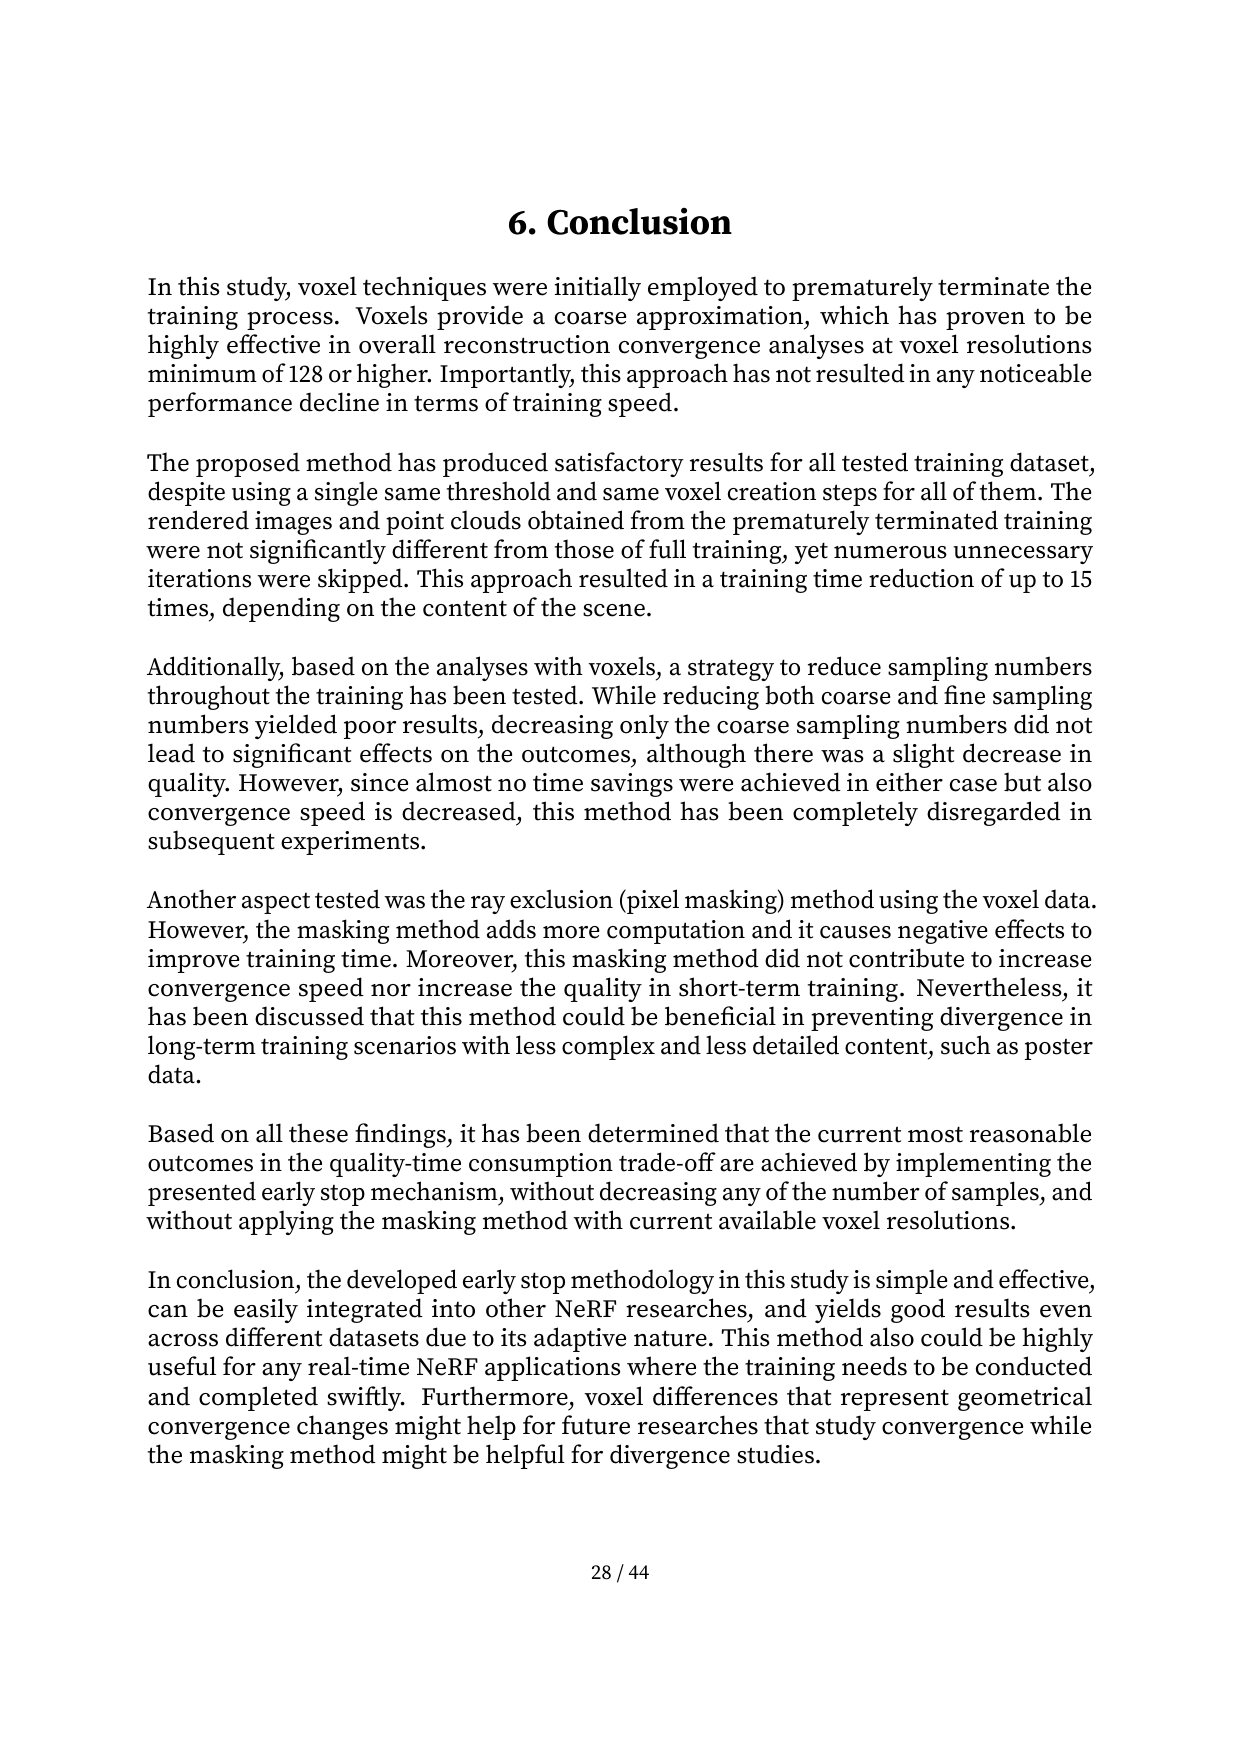 6. Conclusion
In this study, voxel techniques were initially employed to prematurely terminate the
training process. Voxels provide a coarse approximation, which has proven to be
highly effective in overall reconstruction convergence analyses at voxel resolutions
minimum of 128 or higher. Importantly, this approach has not resulted in any noticeable
performance decline in terms of training speed.
The proposed method has produced satisfactory results for all tested training dataset,
despite using a single same threshold and same voxel creation steps for all of them. The
rendered images and point clouds obtained from the prematurely terminated training
were not significantly different from those of full training, yet numerous unnecessary
iterations were skipped. This approach resulted in a training time reduction of up to 15
times, depending on the content of the scene.
Additionally, based on the analyses with voxels, a strategy to reduce sampling numbers
throughout the training has been tested. While reducing both coarse and fine sampling
numbers yielded poor results, decreasing only the coarse sampling numbers did not
lead to significant effects on the outcomes, although there was a slight decrease in
quality. However, since almost no time savings were achieved in either case but also
convergence speed is decreased, this method has been completely disregarded in
subsequent experiments.
Another aspect tested was the ray exclusion (pixel masking) method using the voxel data.
However, the masking method adds more computation and it causes negative effects to
improve training time. Moreover, this masking method did not contribute to increase
convergence speed nor increase the quality in short-term training. Nevertheless, it
has been discussed that this method could be beneficial in preventing divergence in
long-term training scenarios with less complex and less detailed content, such as poster
data.
Based on all these findings, it has been determined that the current most reasonable
outcomes in the quality-time consumption trade-off are achieved by implementing the
presented early stop mechanism, without decreasing any of the number of samples, and
without applying the masking method with current available voxel resolutions.
In conclusion, the developed early stop methodology in this study is simple and effective,
can be easily integrated into other NeRF researches, and yields good results even
across different datasets due to its adaptive nature. This method also could be highly
useful for any real-time NeRF applications where the training needs to be conducted
and completed swiftly. Furthermore, voxel differences that represent geometrical
convergence changes might help for future researches that study convergence while
the masking method might be helpful for divergence studies.
28 / 44